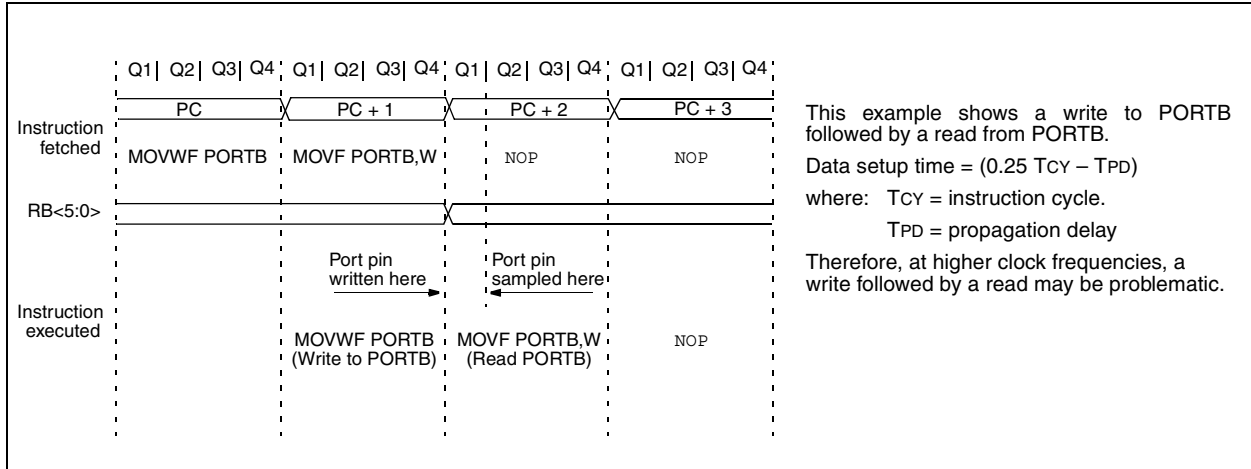 Q1| Q2| Q3| Q4 Q1| Q2| Q3| Q4 Q1| Q2| Q3| Q4 Q1| Q2| Q3| Q4
PC PC + 1 PC + 2 PC + 3
Instruction
fetched
MOVWF PORTB MOVF PORTB,W NOP NOP
RB<5:0>
Port pin
written here
Port pin
sampled here
Instruction
executed
MOVWF PORTB
(Write to PORTB)
MOVF PORTB,W
(Read PORTB)
NOP
This example shows a write to PORTB
followed by a read from PORTB.
Data setup time = (0.25 TCY – TPD)
where: TCY = instruction cycle.
TPD = propagation delay
Therefore, at higher clock frequencies, a
write followed by a read may be problematic.